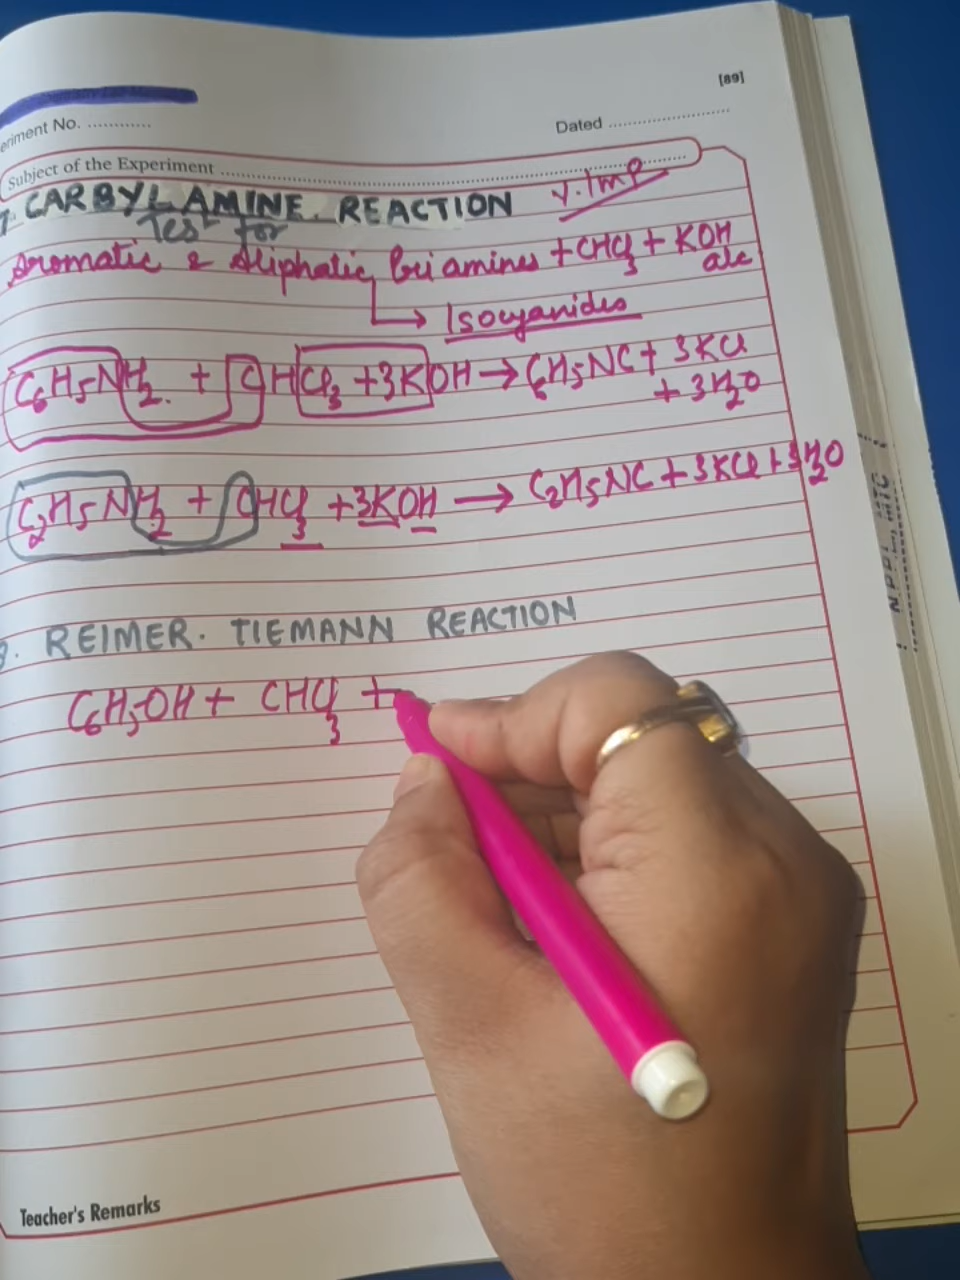 [89]
eriment No. ............
Dated ........................
Subject of the Experiment ........................
7. CARBYLAMINE. REACTION V.Imp
Test for
Aromatic & Aliphatic pri amines + CHCl3 + KOH
alc
Isocyanides
C6H5NH2 + CHCl3 + 3KOH → C6H5NC + 3KCl
+ 3H2O
C2H5NH2 + CHCl3 + 3KOH → C2H5NC + 3KCl + 3H2O
8. REIMER. TIEMANN REACTION
C6H5OH + CHCl3 +
Teacher's Remarks